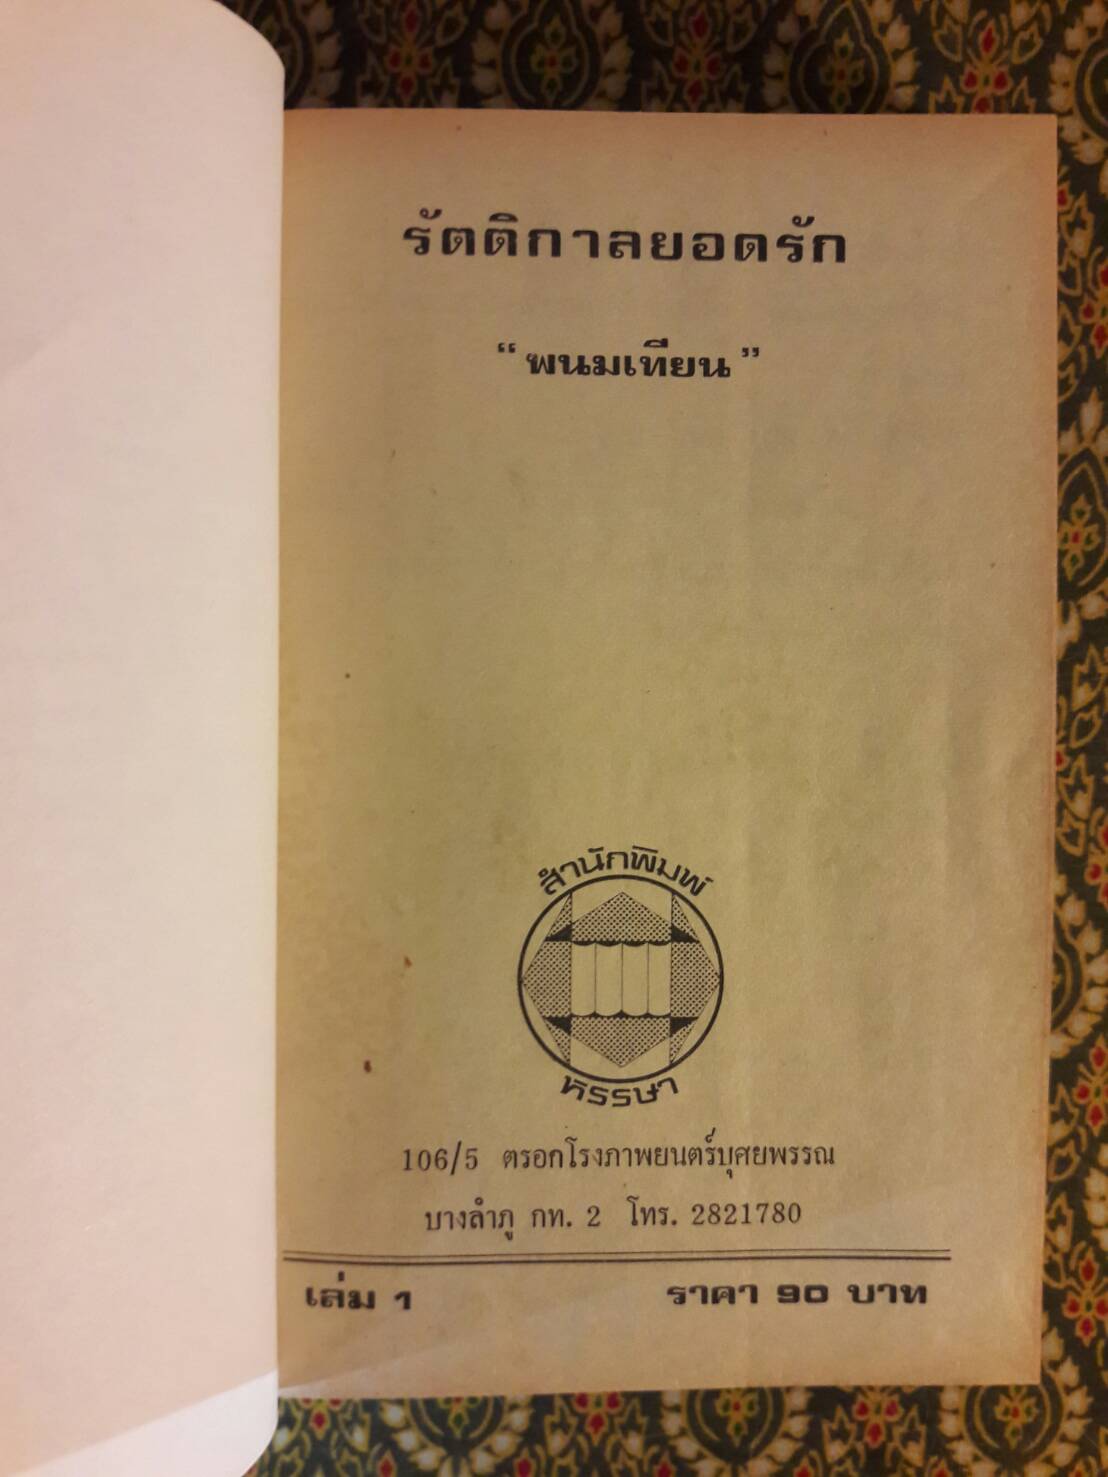 รัตติกาลยอดรัก
“ พนมเทียน ”
สำนักพิมพ์
หรรษา
106/5 ตรอกโรงภาพยนตร์บุศยพรรณ
บางลำภู กท. 2 โทร. 2821780
เล่ม 1 ราคา 90 บาท